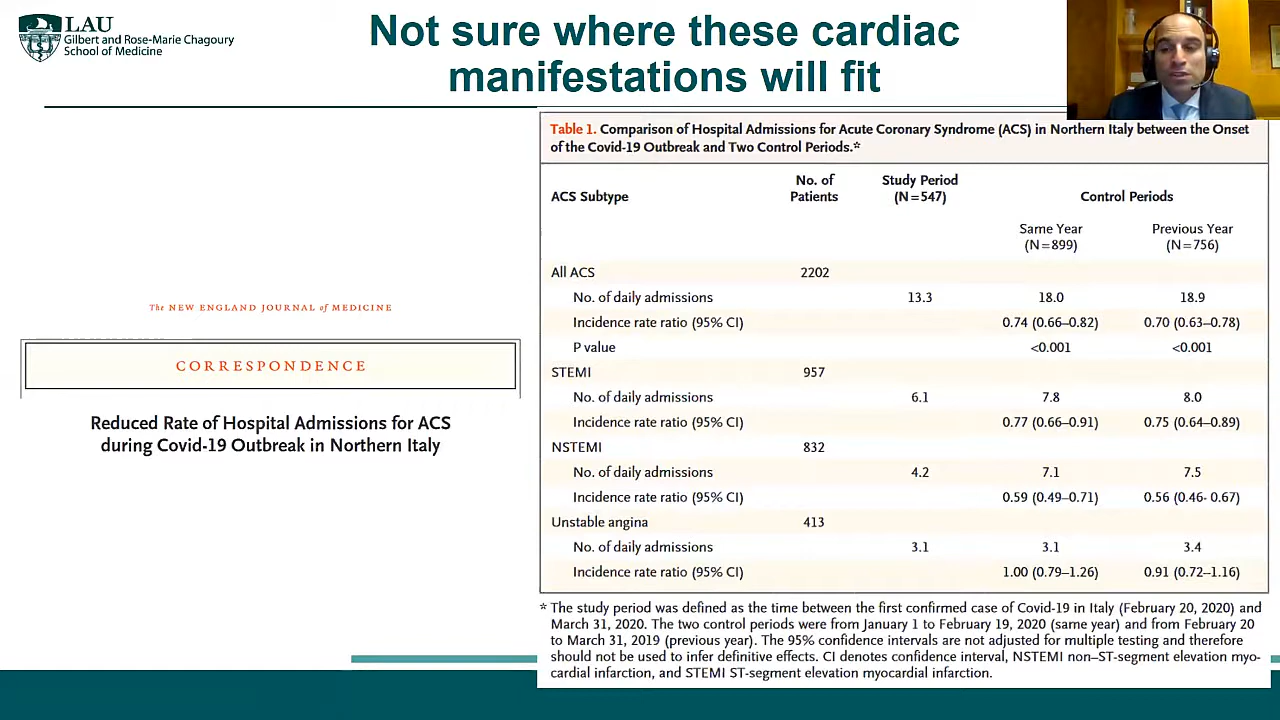 LAU
Gilbert and Rose-Marie Chagoury
School of Medicine
Not sure where these cardiac
manifestations will fit
The NEW ENGLAND JOURNAL of MEDICINE
CORRESPONDENCE
Reduced Rate of Hospital Admissions for ACS
during Covid-19 Outbreak in Northern Italy
Table 1. Comparison of Hospital Admissions for Acute Coronary Syndrome (ACS) in Northern Italy between the Onset
of the Covid-19 Outbreak and Two Control Periods.*
ACS Subtype No. of Patients Study Period (N=547) Control Periods
Same Year (N=899) Previous Year (N=756)
All ACS 2202
No. of daily admissions 13.3 18.0 18.9
Incidence rate ratio (95% CI) 0.74 (0.66–0.82) 0.70 (0.63–0.78)
P value <0.001 <0.001
STEMI 957
No. of daily admissions 6.1 7.8 8.0
Incidence rate ratio (95% CI) 0.77 (0.66–0.91) 0.75 (0.64–0.89)
NSTEMI 832
No. of daily admissions 4.2 7.1 7.5
Incidence rate ratio (95% CI) 0.59 (0.49–0.71) 0.56 (0.46- 0.67)
Unstable angina 413
No. of daily admissions 3.1 3.1 3.4
Incidence rate ratio (95% CI) 1.00 (0.79–1.26) 0.91 (0.72–1.16)
* The study period was defined as the time between the first confirmed case of Covid-19 in Italy (February 20, 2020) and
March 31, 2020. The two control periods were from January 1 to February 19, 2020 (same year) and from February 20
to March 31, 2019 (previous year). The 95% confidence intervals are not adjusted for multiple testing and therefore
should not be used to infer definitive effects. CI denotes confidence interval, NSTEMI non–ST-segment elevation myo-
cardial infarction, and STEMI ST-segment elevation myocardial infarction.